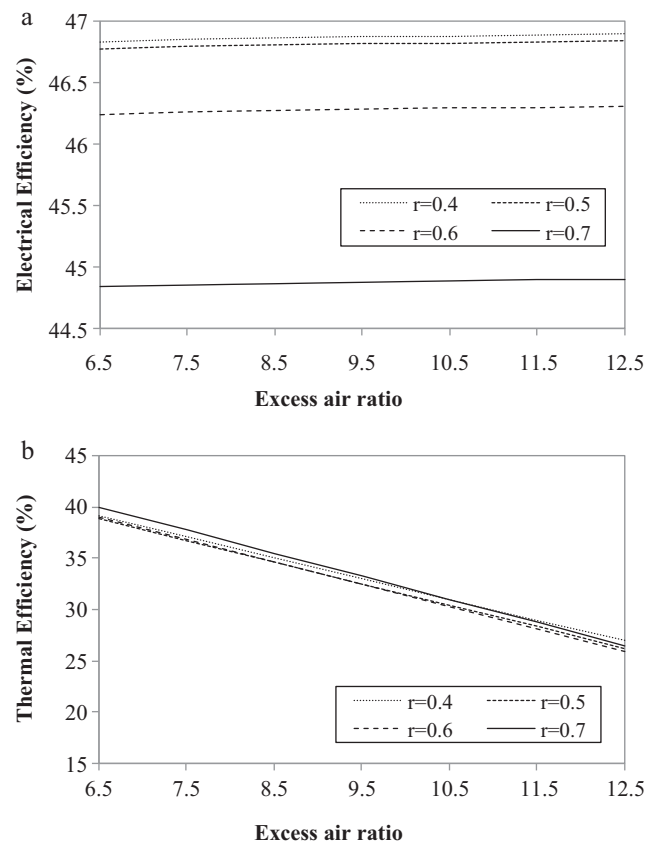 a
47
46.5
46
45.5
45
44.5
Electrical Efficiency (%)
r=0.4 r=0.5
r=0.6 r=0.7
6.5 7.5 8.5 9.5 10.5 11.5 12.5
Excess air ratio
b
45
40
35
30
25
20
15
Thermal Efficiency (%)
r=0.4 r=0.5
r=0.6 r=0.7
6.5 7.5 8.5 9.5 10.5 11.5 12.5
Excess air ratio